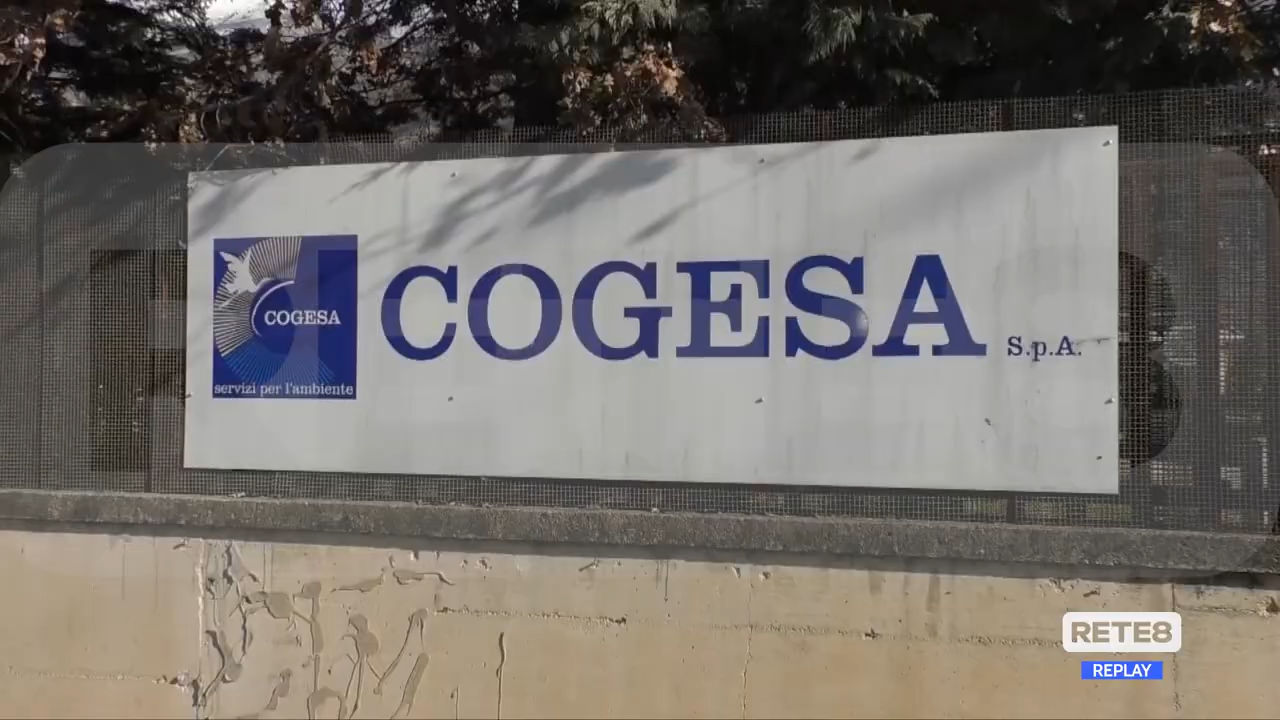 COGESA
servizi per l'ambiente
COGESA S.p.A.
RETE8
REPLAY